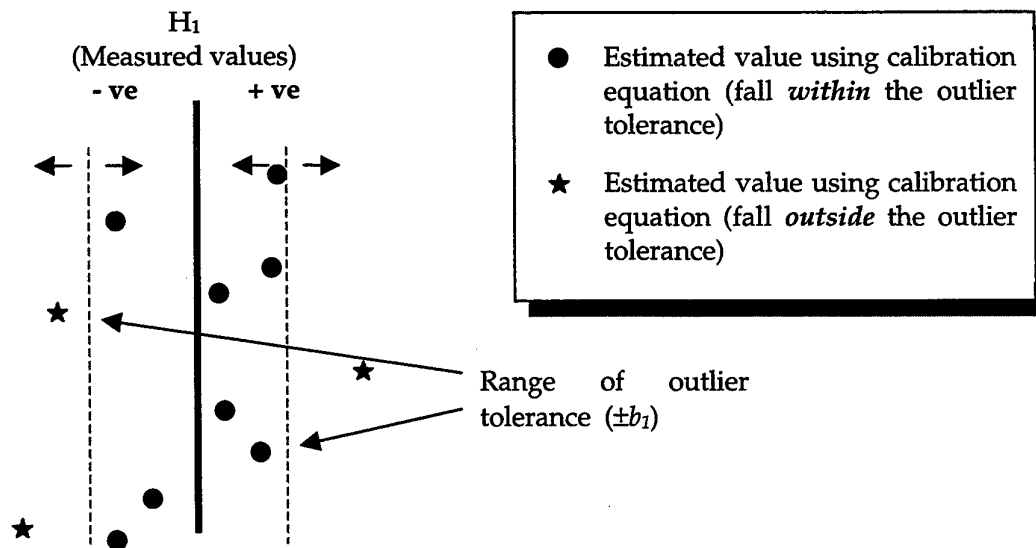 H₁
(Measured values)
- ve + ve
Estimated value using calibration
equation (fall within the outlier
tolerance)
Estimated value using calibration
equation (fall outside the outlier
tolerance)
Range of outlier
tolerance (±b₁)